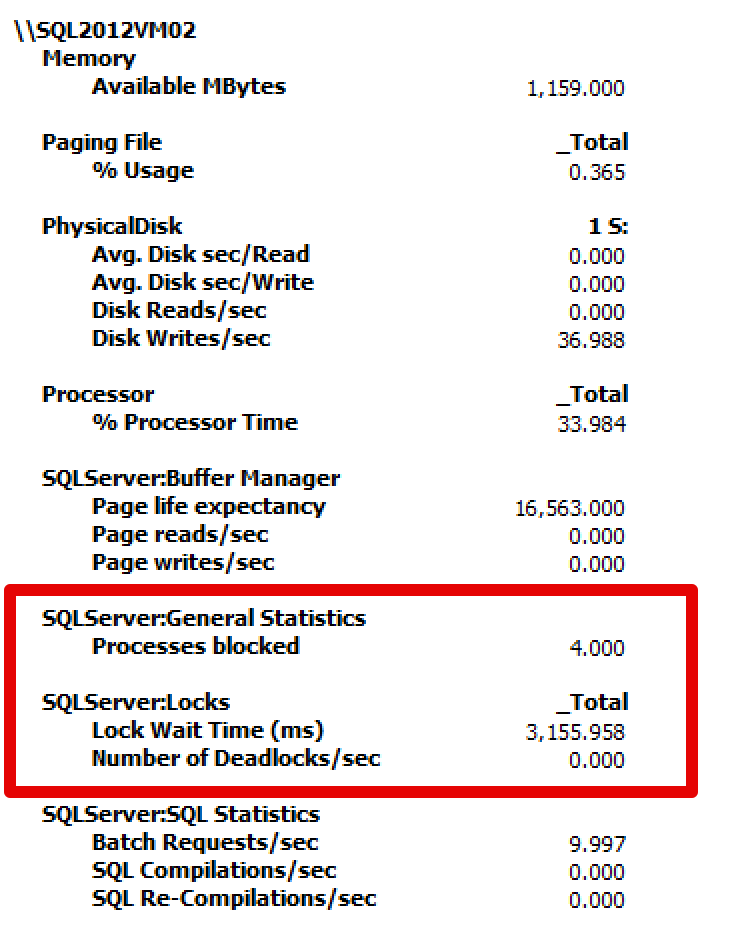 \\SQL2012VM02
Memory
Available MBytes 1,159.000
Paging File _Total
% Usage 0.365
PhysicalDisk 1 S:
Avg. Disk sec/Read 0.000
Avg. Disk sec/Write 0.000
Disk Reads/sec 0.000
Disk Writes/sec 36.988
Processor _Total
% Processor Time 33.984
SQLServer:Buffer Manager
Page life expectancy 16,563.000
Page reads/sec 0.000
Page writes/sec 0.000
SQLServer:General Statistics
Processes blocked 4.000
SQLServer:Locks _Total
Lock Wait Time (ms) 3,155.958
Number of Deadlocks/sec 0.000
SQLServer:SQL Statistics
Batch Requests/sec 9.997
SQL Compilations/sec 0.000
SQL Re-Compilations/sec 0.000